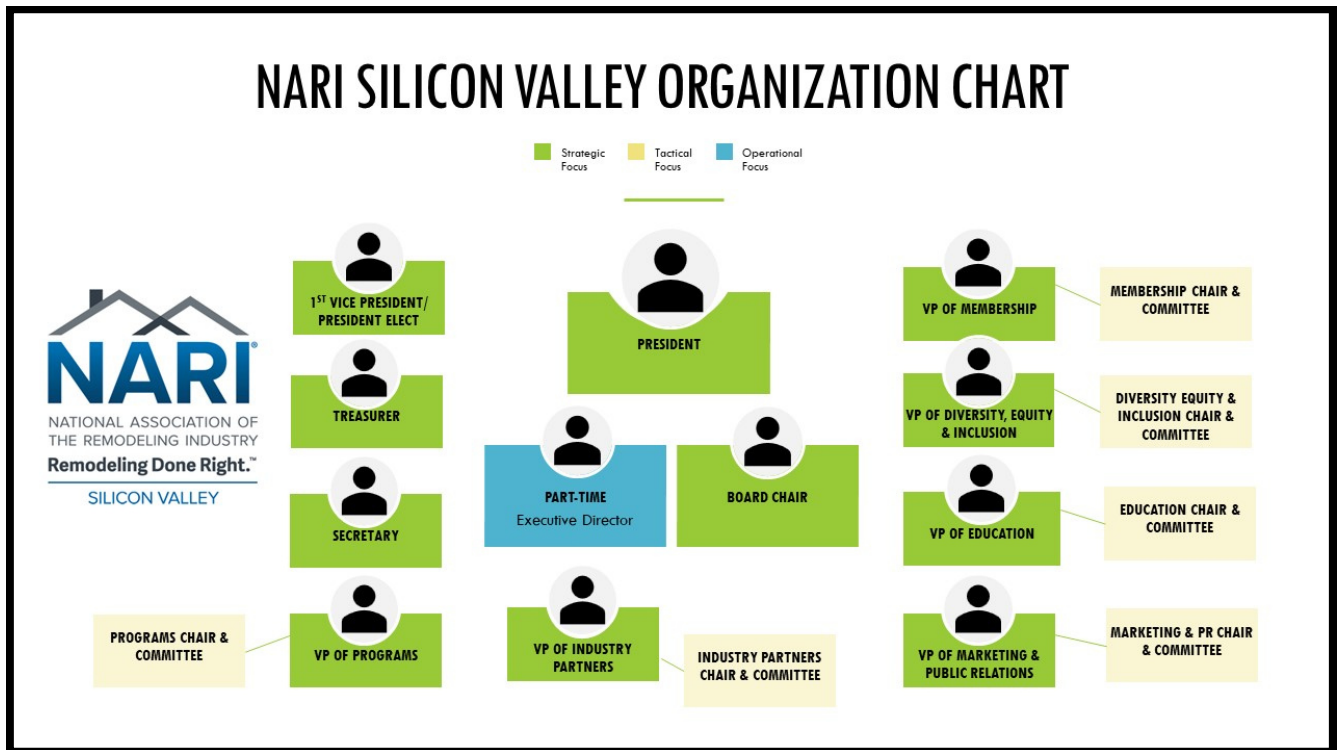 NARI SILICON VALLEY ORGANIZATION CHART
Strategic
Focus
Tactical
Focus
Operational
Focus
NARI®
NATIONAL ASSOCIATION OF
THE REMODELING INDUSTRY
Remodeling Done Right.™
SILICON VALLEY
1ST VICE PRESIDENT/
PRESIDENT ELECT
TREASURER
SECRETARY
PROGRAMS CHAIR &
COMMITTEE
VP OF PROGRAMS
PRESIDENT
PART-TIME
Executive Director
BOARD CHAIR
VP OF INDUSTRY
PARTNERS
INDUSTRY PARTNERS
CHAIR & COMMITTEE
VP OF MEMBERSHIP
MEMBERSHIP CHAIR &
COMMITTEE
VP OF DIVERSITY, EQUITY
& INCLUSION
DIVERSITY EQUITY &
INCLUSION CHAIR &
COMMITTEE
VP OF EDUCATION
EDUCATION CHAIR &
COMMITTEE
VP OF MARKETING &
PUBLIC RELATIONS
MARKETING & PR CHAIR
& COMMITTEE